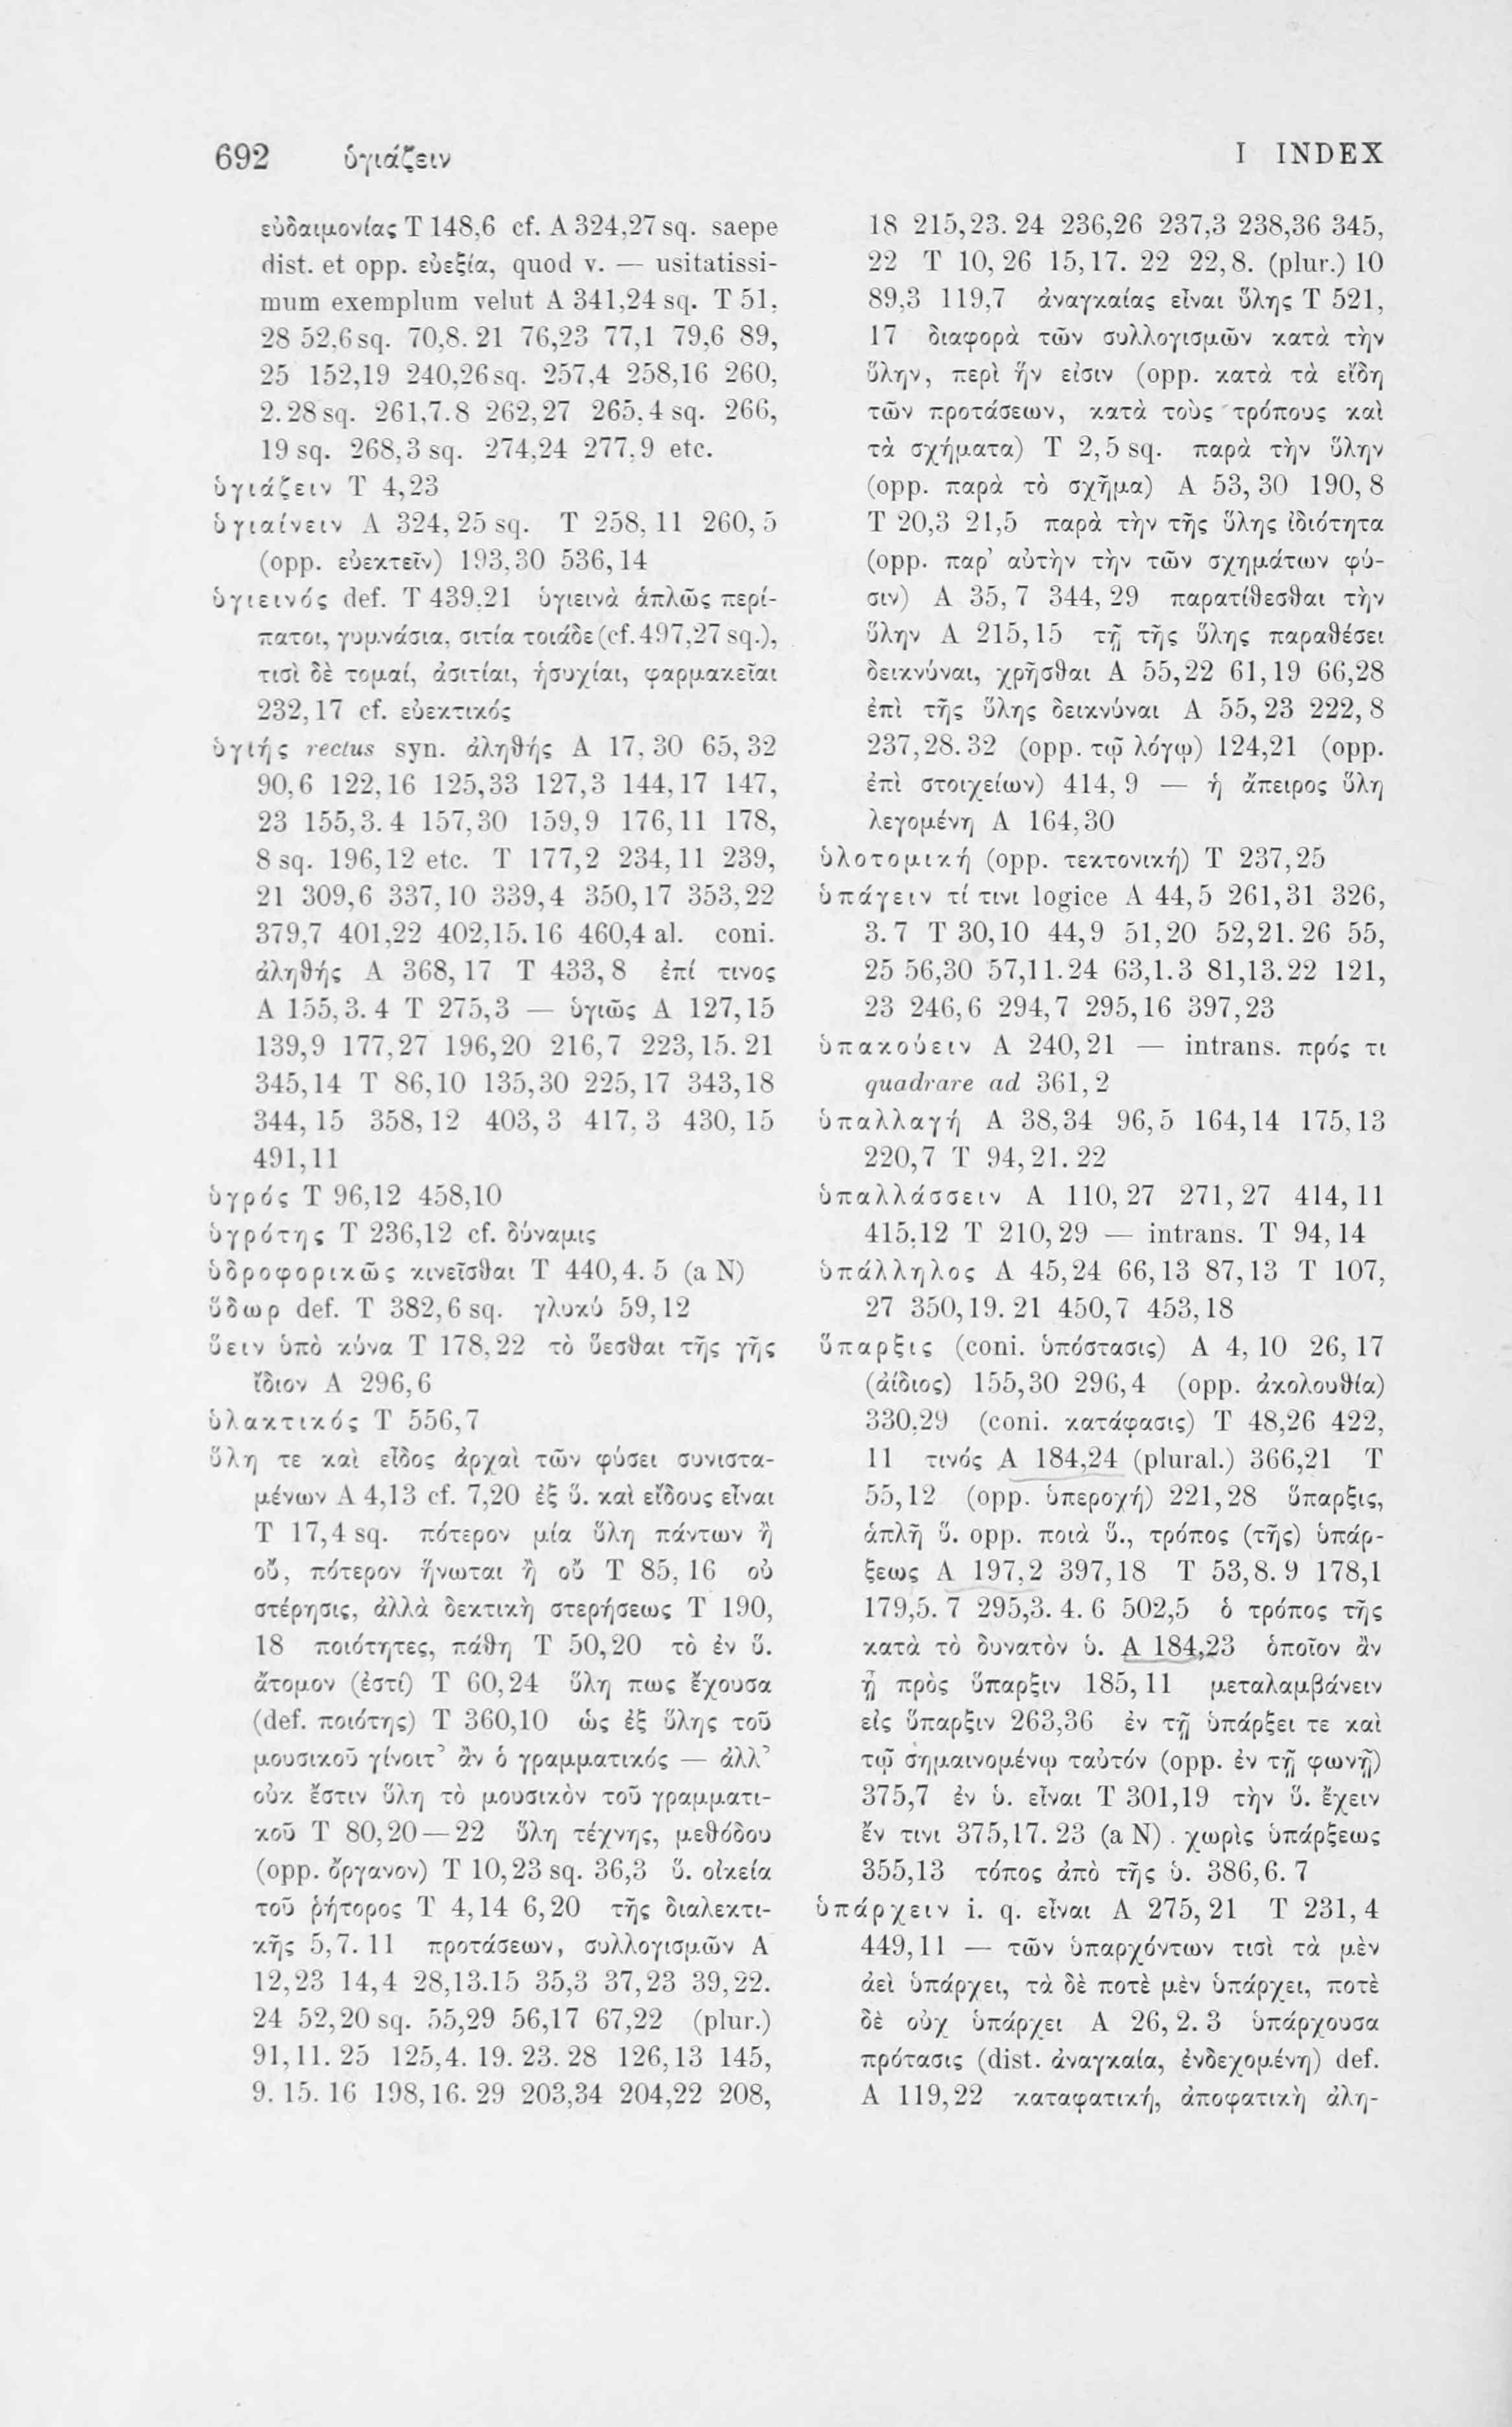 692 ὑγιάζειν
I INDEX
εὐδαιμονίας T 148,6 cf. A 324,27 sq. saepe
dist. et opp. εὐεξία, quod v. — usitatissi-
mum exemplum velut A 341,24 sq. T 51,
28 52,6 sq. 70,8. 21 76,23 77,1 79,6 89,
25 152,19 240,26 sq. 257,4 258,16 260,
2. 28 sq. 261,7. 8 262,27 265,4 sq. 266,
19 sq. 268,3 sq. 274,24 277,9 etc.
ὑγιάζειν T 4,23
ὑγιαίνειν A 324,25 sq. T 258,11 260,5
(opp. εὐεκτεῖν) 193,30 536,14
ὑγιεινός def. T 439,21 ὑγιεινὰ ἁπλῶς περί-
πατοι, γυμνάσια, σιτία τοιάδε (cf. 497,27 sq.),
τισὶ δὲ τομαί, ἀσιτίαι, ἡσυχίαι, φαρμακεῖαι
232,17 cf. εὐεκτικός
ὑγιής rectus syn. ἀληθής A 17,30 65,32
90,6 122,16 125,33 127,3 144,17 147,
23 155,3. 4 157,30 159,9 176,11 178,
8 sq. 196,12 etc. T 177,2 234,11 239,
21 309,6 337,10 339,4 350,17 353,22
379,7 401,22 402,15. 16 460,4 al. coni.
ἀληθής A 368,17 T 433,8 ἐπί τινος
A 155,3. 4 T 275,3 — ὑγιῶς A 127,15
139,9 177,27 196,20 216,7 223,15. 21
345,14 T 86,10 135,30 225,17 343,18
344,15 358,12 403,3 417,3 430,15
491,11
ὑγρός T 96,12 458,10
ὑγρότης T 236,12 cf. δύναμις
ὑδροφορικῶς κινεῖσθαι T 440,4. 5 (a N)
ὕδωρ def. T 382,6 sq. γλυκύ 59,12
ὕειν ὑπὸ κύνα T 178,22 τὸ ὕεσθαι τῆς γῆς
ἴδιον A 296,6
ὑλακτικός T 556,7
ὕλη τε καὶ εἶδος ἀρχαὶ τῶν φύσει συνιστα-
μένων A 4,13 cf. 7,20 ἐξ ὕ. καὶ εἴδους εἶναι
T 17,4 sq. πότερον μία ὕλη πάντων ἢ
οὔ, πότερον ἥνωται ἢ οὔ T 85,16 οὐ
στέρησις, ἀλλὰ δεκτικὴ στερήσεως T 190,
18 ποιότητες, πάθη T 50,20 τὸ ἐν ὕ.
ἄτομον (ἐστί) T 60,24 ὕλη πως ἔχουσα
(def. ποιότης) T 360,10 ὡς ἐξ ὕλης τοῦ
μουσικοῦ γίνοιτ’ ἂν ὁ γραμματικός — ἀλλ’
οὐκ ἔστιν ὕλη τὸ μουσικὸν τοῦ γραμματι-
κοῦ T 80,20—22 ὕλη τέχνης, μεθόδου
(opp. ὄργανον) T 10,23 sq. 36,3 ὕ. οἰκεία
τοῦ ῥήτορος T 4,14 6,20 τῆς διαλεκτι-
κῆς 5,7. 11 προτάσεων, συλλογισμῶν A
12,23 14,4 28,13. 15 35,3 37,23 39,22.
24 52,20 sq. 55,29 56,17 67,22 (plur.)
91,11. 25 125,4. 19. 23. 28 126,13 145,
9. 15. 16 198,16. 29 203,34 204,22 208,
18 215,23. 24 236,26 237,3 238,36 345,
22 T 10,26 15,17. 22 22,8. (plur.) 10
89,3 119,7 ἀναγκαίας εἶναι ὕλης T 521,
17 διαφορὰ τῶν συλλογισμῶν κατὰ τὴν
ὕλην, περὶ ἥν εἰσιν (opp. κατὰ τὰ εἴδη
τῶν προτάσεων, κατὰ τοὺς τρόπους καὶ
τὰ σχήματα) T 2,5 sq. παρὰ τὴν ὕλην
(opp. παρὰ τὸ σχῆμα) A 53,30 190,8
T 20,3 21,5 παρὰ τὴν τῆς ὕλης ἰδιότητα
(opp. παρ’ αὐτὴν τὴν τῶν σχημάτων φύ-
σιν) A 35,7 344,29 παρατίθεσθαι τὴν
ὕλην A 215,15 τῇ τῆς ὕλης παραθέσει
δεικνύναι, χρῆσθαι A 55,22 61,19 66,28
ἐπὶ τῆς ὕλης δεικνύναι A 55,23 222,8
237,28. 32 (opp. τῷ λόγῳ) 124,21 (opp.
ἐπὶ στοιχείων) 414,9 — ἡ ἄπειρος ὕλη
λεγομένη A 164,30
ὑλοτομική (opp. τεκτονική) T 237,25
ὑπάγειν τί τινι logice A 44,5 261,31 326,
3. 7 T 30,10 44,9 51,20 52,21. 26 55,
25 56,30 57,11. 24 63,1. 3 81,13. 22 121,
23 246,6 294,7 295,16 397,23
ὑπακούειν A 240,21 — intrans. πρός τι
quadrare ad 361,2
ὑπαλλαγή A 38,34 96,5 164,14 175,13
220,7 T 94,21. 22
ὑπαλλάσσειν A 110,27 271,27 414,11
415,12 T 210,29 — intrans. T 94,14
ὑπάλληλος A 45,24 66,13 87,13 T 107,
27 350,19. 21 450,7 453,18
ὕπαρξις (coni. ὑπόστασις) A 4,10 26,17
(ἀίδιος) 155,30 296,4 (opp. ἀκολουθία)
330,29 (coni. κατάφασις) T 48,26 422,
11 τινός A 184,24 (plural.) 366,21 T
55,12 (opp. ὑπεροχή) 221,28 ὕπαρξις,
ἁπλῆ ὕ. opp. ποιὰ ὕ., τρόπος (τῆς) ὑπάρ-
ξεως A 197,2 397,18 T 53,8. 9 178,1
179,5. 7 295,3. 4. 6 502,5 ὁ τρόπος τῆς
κατὰ τὸ δυνατὸν ὑ. A 184,23 ὁποῖον ἂν
ᾖ πρὸς ὕπαρξιν 185,11 μεταλαμβάνειν
εἰς ὕπαρξιν 263,36 ἐν τῇ ὑπάρξει τε καὶ
τῷ σημαινομένῳ ταὐτόν (opp. ἐν τῇ φωνῇ)
375,7 ἐν ὑ. εἶναι T 301,19 τὴν ὕ. ἔχειν
ἔν τινι 375,17. 23 (a N). χωρὶς ὑπάρξεως
355,13 τόπος ἀπὸ τῆς ὑ. 386,6. 7
ὑπάρχειν i. q. εἶναι A 275,21 T 231,4
449,11 — τῶν ὑπαρχόντων τισὶ τὰ μὲν
ἀεὶ ὑπάρχει, τὰ δὲ ποτὲ μὲν ὑπάρχει, ποτὲ
δὲ οὐχ ὑπάρχει A 26,2. 3 ὑπάρχουσα
πρότασις (dist. ἀναγκαία, ἐνδεχομένη) def.
A 119,22 καταφατική, ἀποφατικὴ ἀλη-